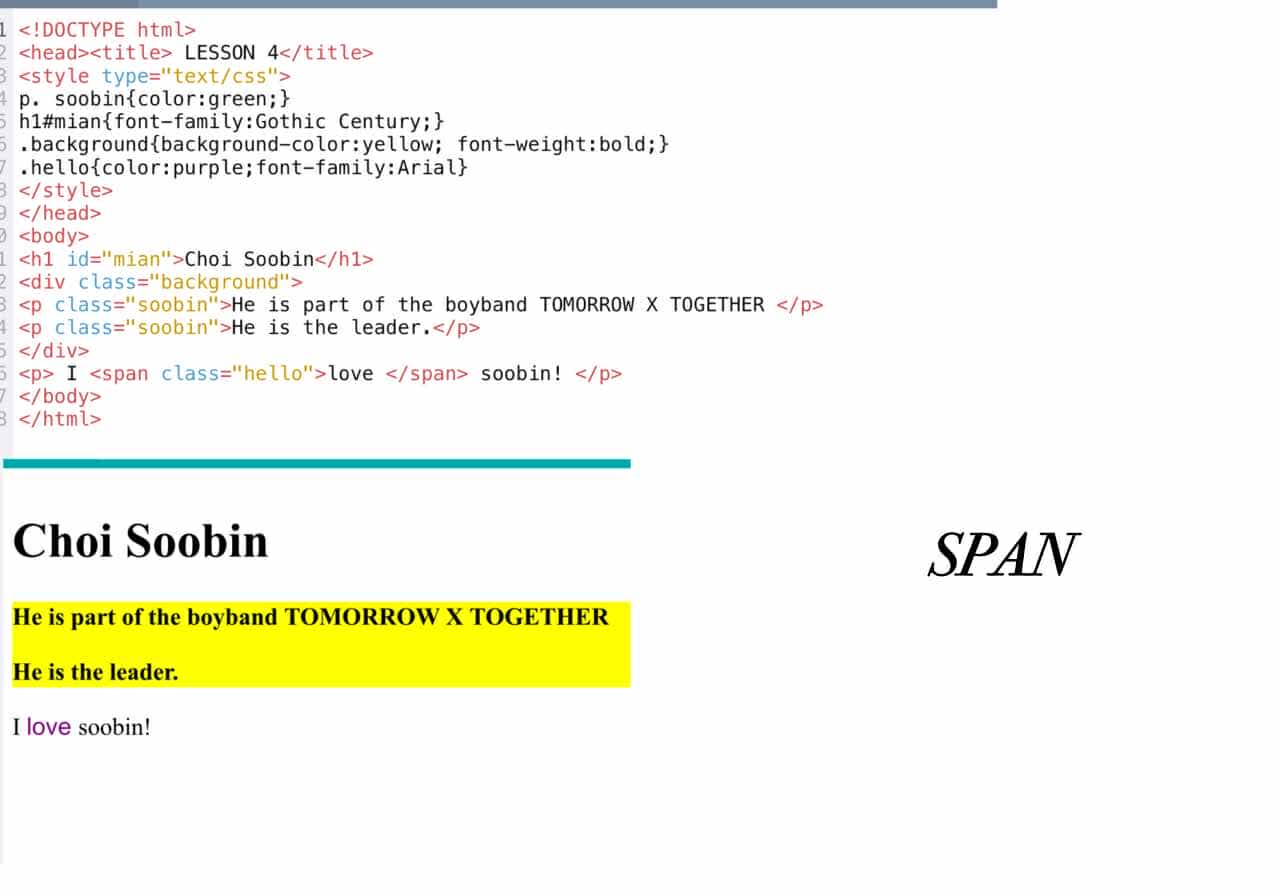 1 <!DOCTYPE html>
2 <head><title> LESSON 4</title>
3 <style type="text/css">
4 p. soobin{color:green;}
5 h1#mian{font-family:Gothic Century;}
6 .background{background-color:yellow; font-weight:bold;}
7 .hello{color:purple;font-family:Arial}
8 </style>
9 </head>
0 <body>
1 <h1 id="mian">Choi Soobin</h1>
2 <div class="background">
3 <p class="soobin">He is part of the boyband TOMORROW X TOGETHER </p>
4 <p class="soobin">He is the leader.</p>
5 </div>
6 <p> I <span class="hello">love </span> soobin! </p>
7 </body>
8 </html>
Choi Soobin
SPAN
He is part of the boyband TOMORROW X TOGETHER
He is the leader.
I love soobin!